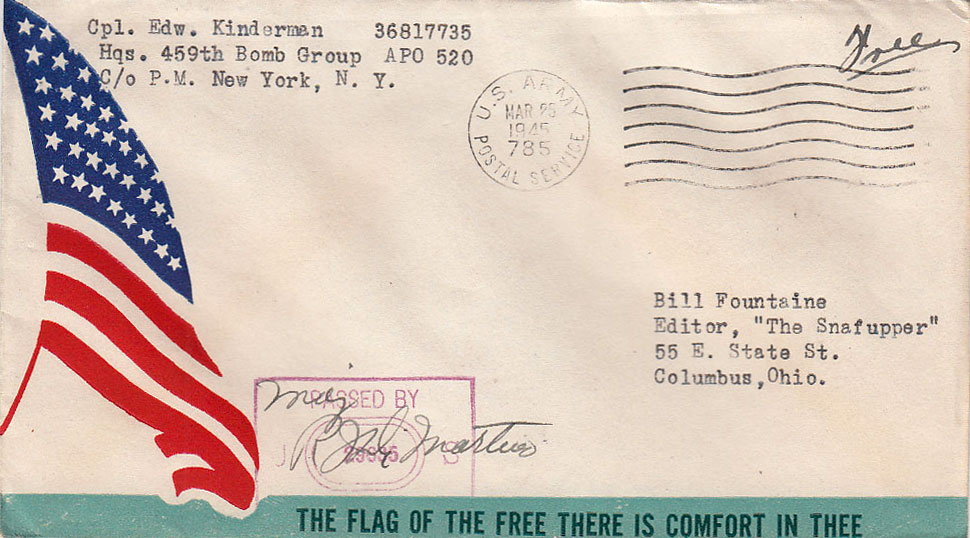 Cpl. Edw. Kinderman 36817735
Hqs. 459th Bomb Group APO 520
C/o P.M. New York, N. Y.
Free
U.S. ARMY
MAR 25
1945
785
POSTAL SERVICE
Bill Fountaine
Editor, "The Snafupper"
55 E. State St.
Columbus,Ohio.
PASSED BY
S
THE FLAG OF THE FREE THERE IS COMFORT IN THEE